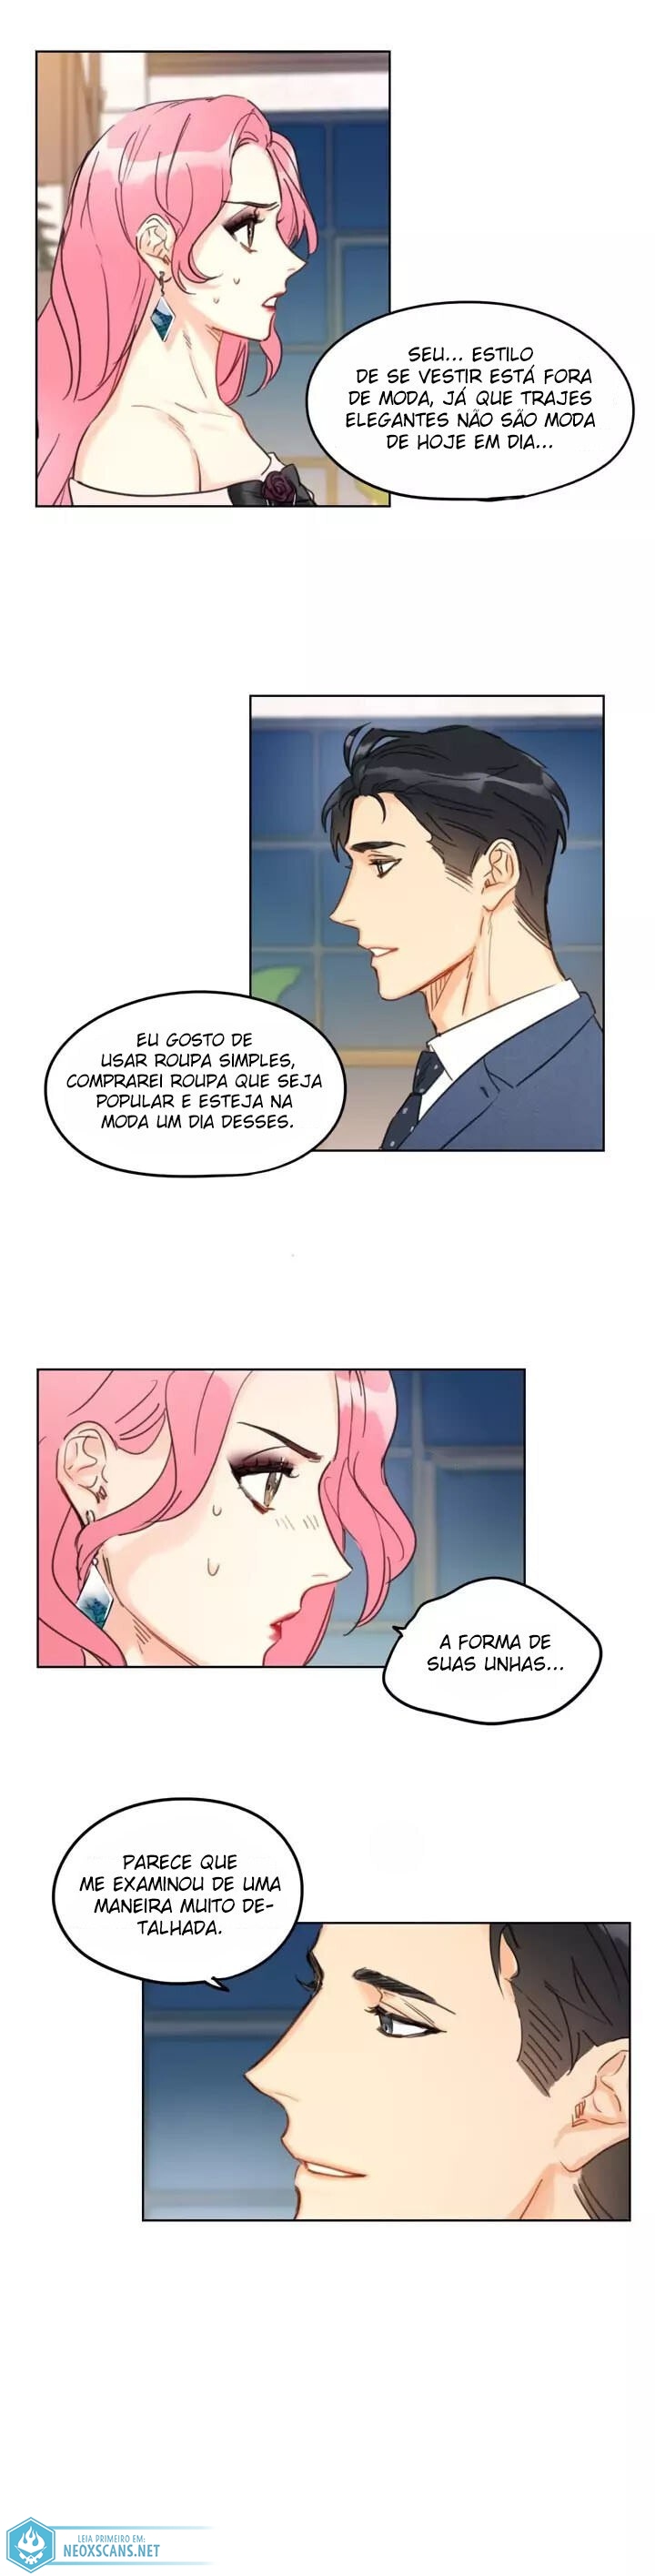 SEU... ESTILO
DE SE VESTIR ESTÁ FORA
DE MODA, JÁ QUE TRAJES
ELEGANTES NÃO SÃO MODA
DE HOJE EM DIA...
EU GOSTO DE
USAR ROUPA SIMPLES,
COMPRAREI ROUPA QUE SEJA
POPULAR E ESTEJA NA
MODA UM DIA DESSES.
A FORMA DE
SUAS UNHAS...
PARECE QUE
ME EXAMINOU DE UMA
MANEIRA MUITO DE-
TALHADA.
LEIA PRIMEIRO EM:
NEOXSCANS.NET